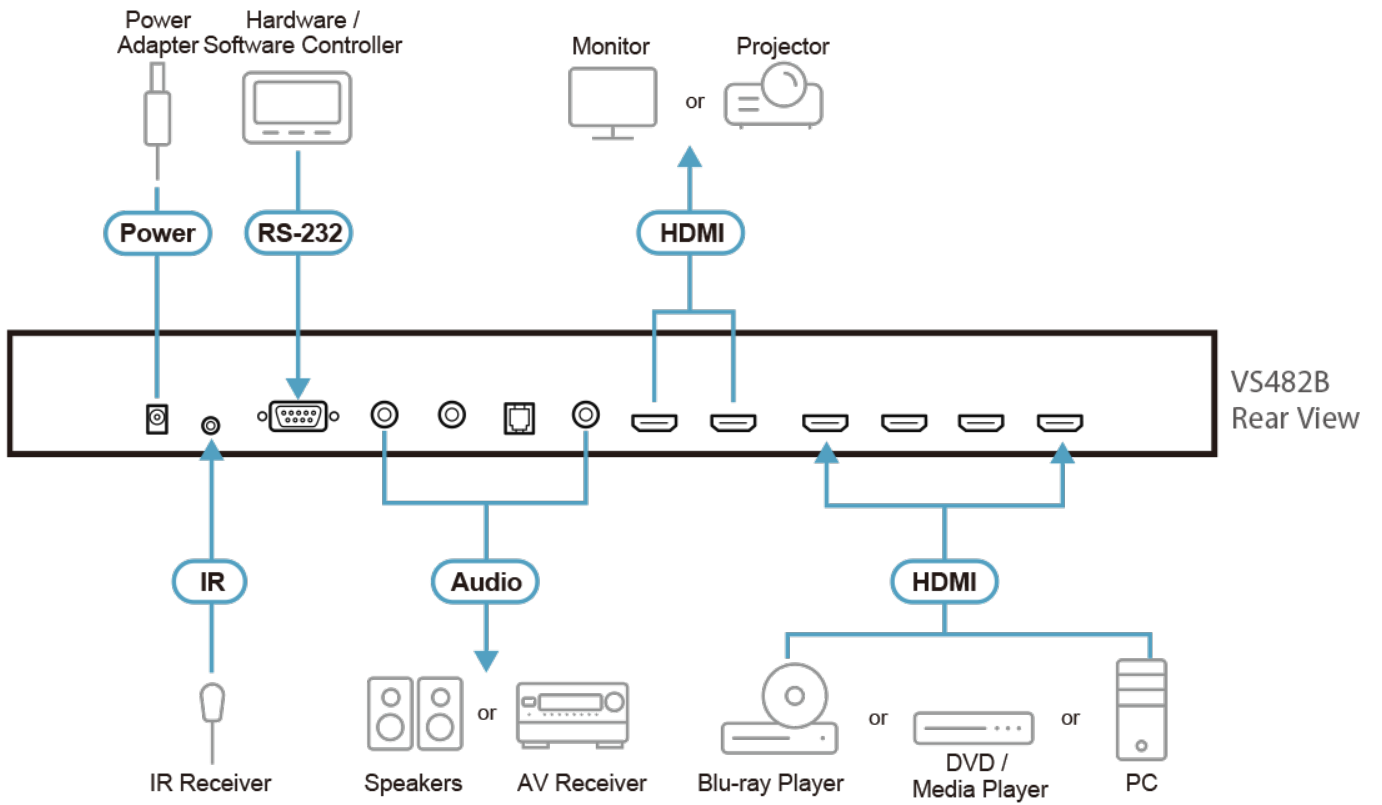 Power
Adapter
Hardware /
Software Controller
Monitor
or
Projector
Power
RS-232
HDMI
VS482B
Rear View
IR
Audio
HDMI
or
or
or
IR Receiver
Speakers
AV Receiver
Blu-ray Player
DVD /
Media Player
PC